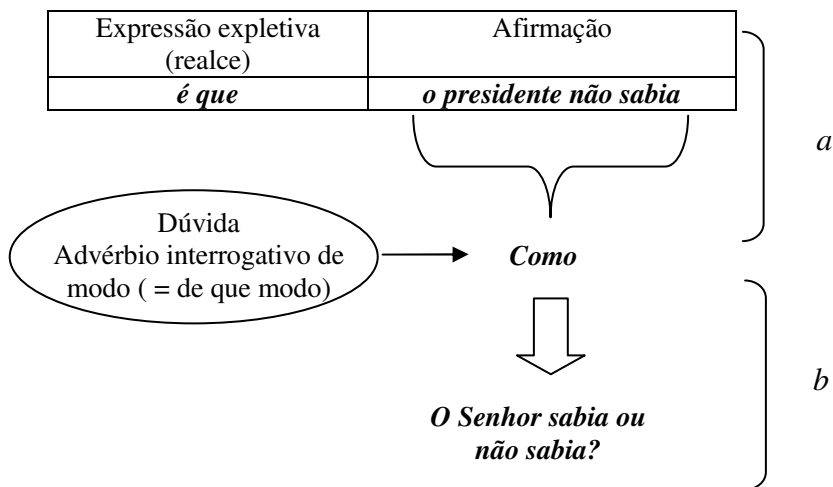 Expressão expletiva
(realce)
Afirmação
é que
o presidente não sabia
a
Dúvida
Advérbio interrogativo de
modo ( = de que modo)
Como
b
O Senhor sabia ou
não sabia?